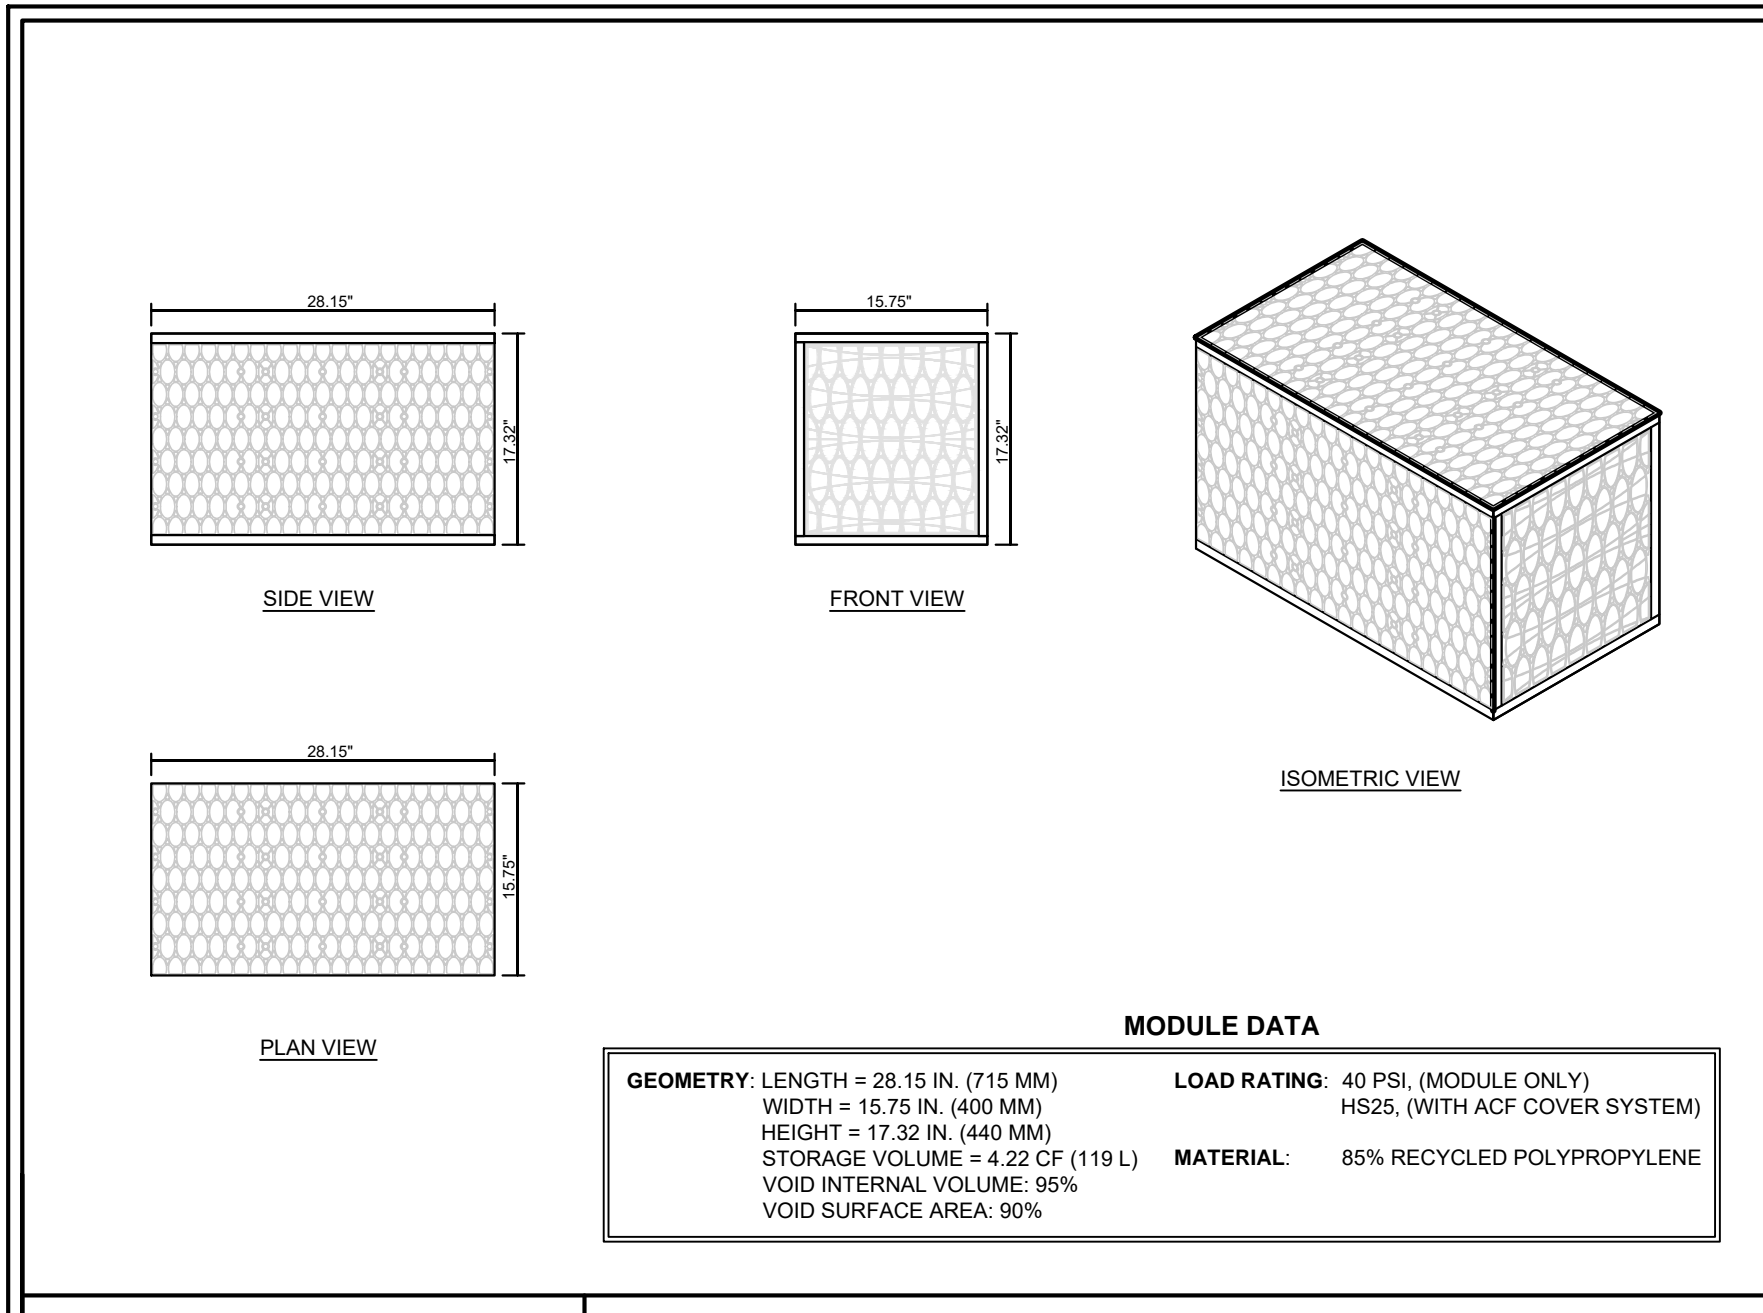 28.15"
17.32"
SIDE VIEW
15.75"
17.32"
FRONT VIEW
ISOMETRIC VIEW
28.15"
15.75"
PLAN VIEW
MODULE DATA
GEOMETRY: LENGTH = 28.15 IN. (715 MM)
WIDTH = 15.75 IN. (400 MM)
HEIGHT = 17.32 IN. (440 MM)
STORAGE VOLUME = 4.22 CF (119 L)
VOID INTERNAL VOLUME: 95%
VOID SURFACE AREA: 90%
LOAD RATING: 40 PSI, (MODULE ONLY)
HS25, (WITH ACF COVER SYSTEM)
MATERIAL: 85% RECYCLED POLYPROPYLENE